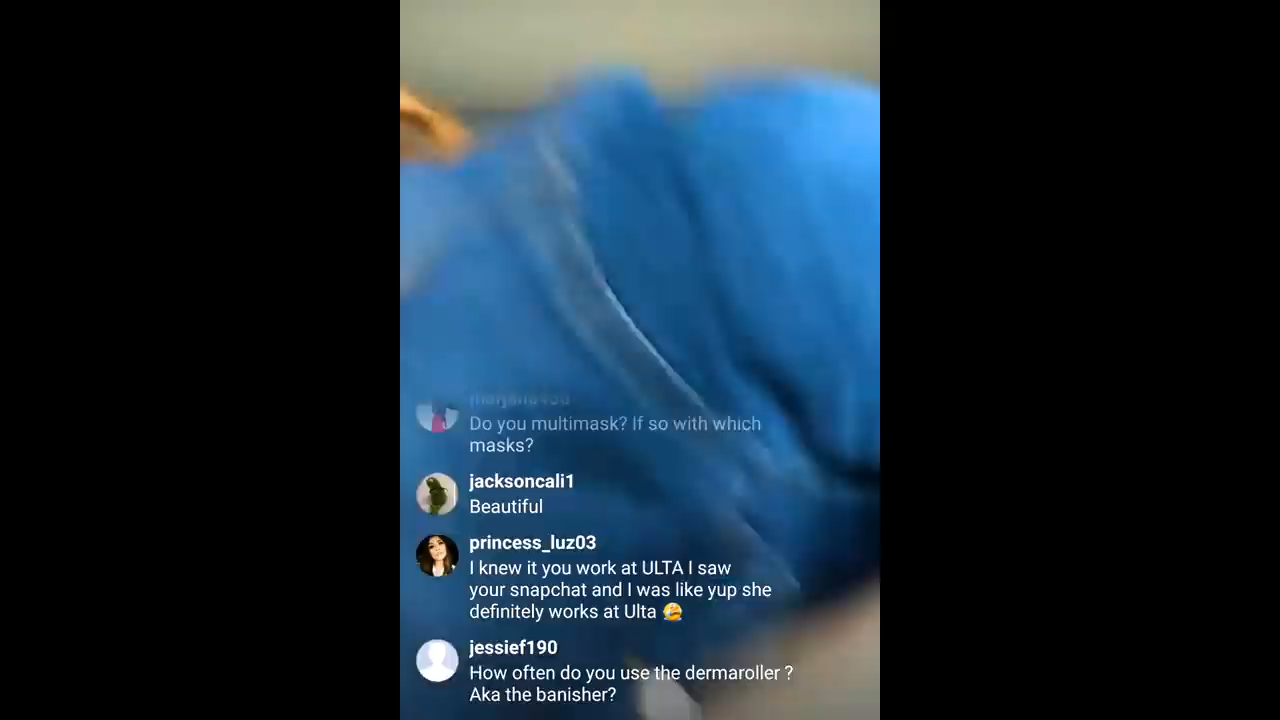 Do you multimask? If so with which
masks?
jacksoncali1
Beautiful
princess_luz03
I knew it you work at ULTA I saw
your snapchat and I was like yup she
definitely works at Ulta 🤣
jessief190
How often do you use the dermaroller ?
Aka the banisher?